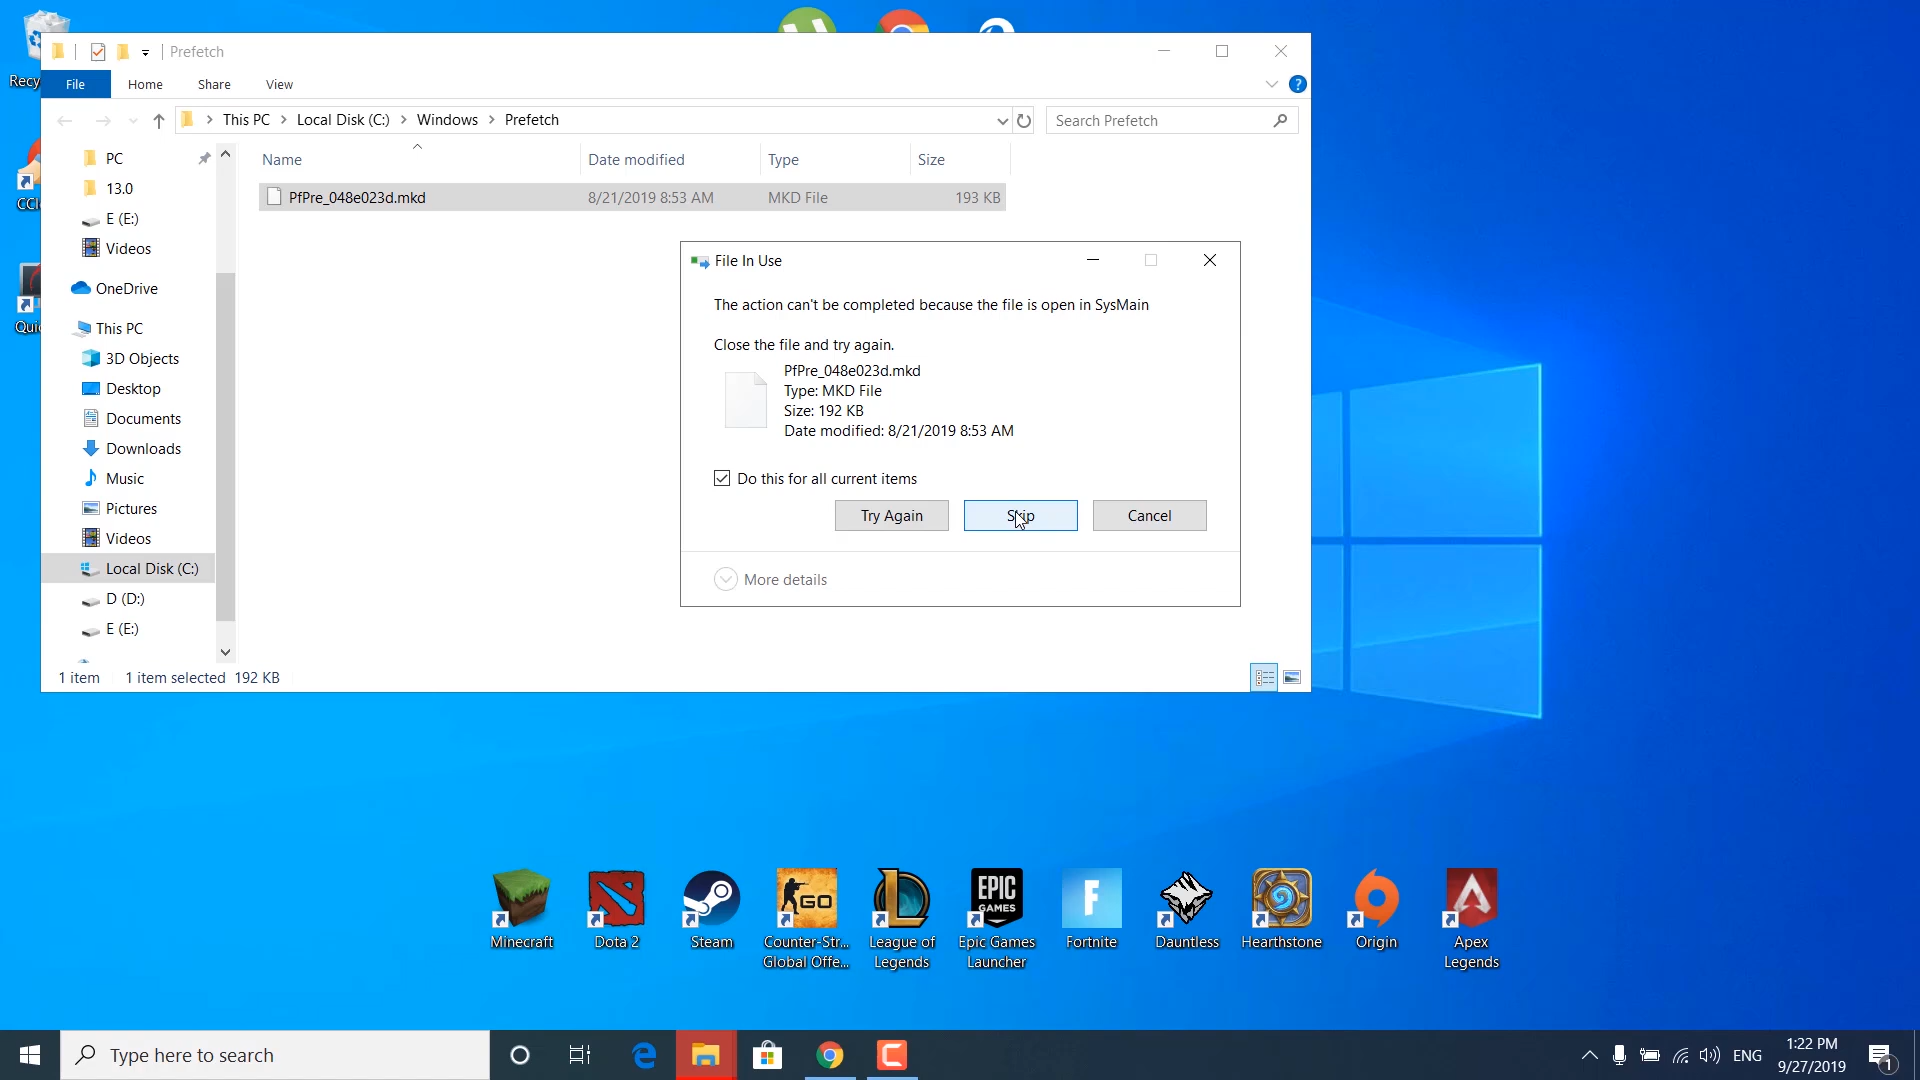 Prefetch
File
Home
Share
View
This PC
Local Disk (C:)
Windows
Prefetch
Search Prefetch
PC
13.0
E (E:)
Videos
OneDrive
This PC
3D Objects
Desktop
Documents
Downloads
Music
Pictures
Videos
Local Disk (C:)
D (D:)
E (E:)
Name
Date modified
Type
Size
PfPre_048e023d.mkd
8/21/2019 8:53 AM
MKD File
193 KB
File In Use
The action can't be completed because the file is open in SysMain
Close the file and try again.
PfPre_048e023d.mkd
Type: MKD File
Size: 192 KB
Date modified: 8/21/2019 8:53 AM
Do this for all current items
Try Again
Skip
Cancel
More details
1 item
1 item selected 192 KB
Recy
CCl
Quic
Minecraft
Dota 2
Steam
GO
Counter-Str...
Global Offe...
League of
Legends
EPIC
GAMES
Epic Games
Launcher
F
Fortnite
Dauntless
Hearthstone
Origin
Apex
Legends
Type here to search
ENG
1:22 PM
9/27/2019
1